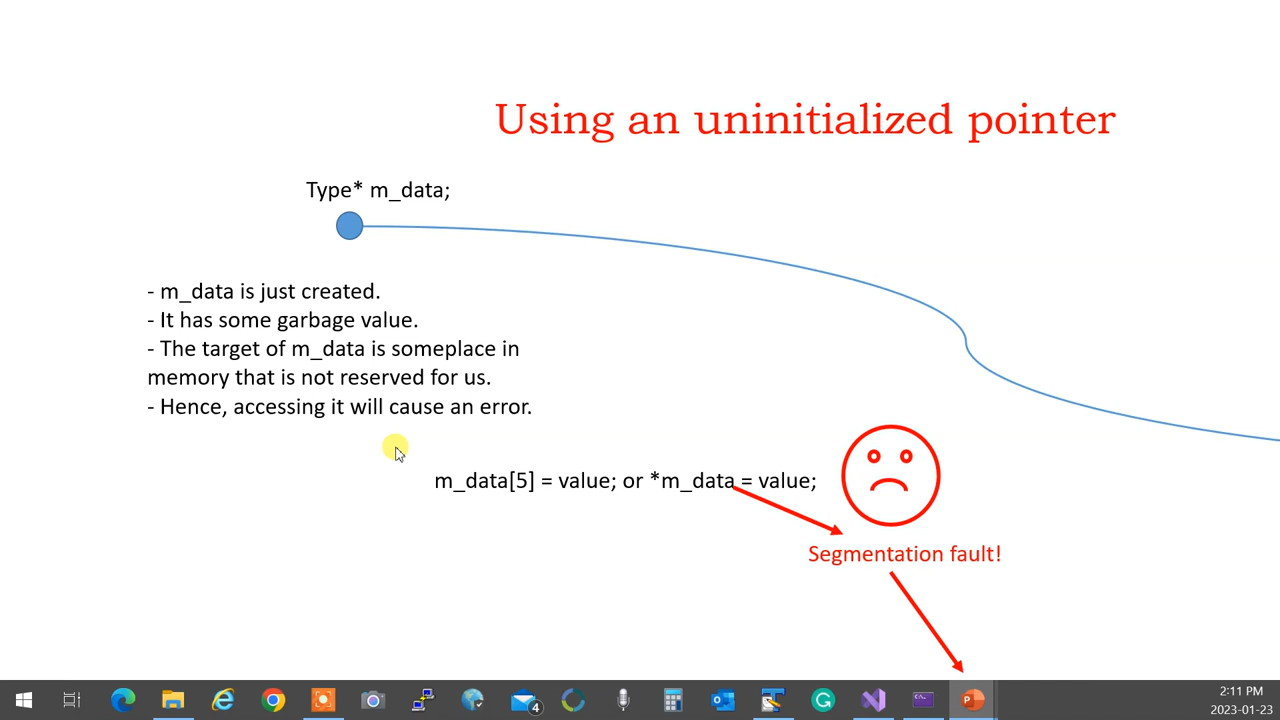 Using an uninitialized pointer
Type* m_data;
- m_data is just created.
- It has some garbage value.
- The target of m_data is someplace in
memory that is not reserved for us.
- Hence, accessing it will cause an error.
m_data[5] = value; or *m_data = value;
Segmentation fault!
4
2:11 PM
2023-01-23